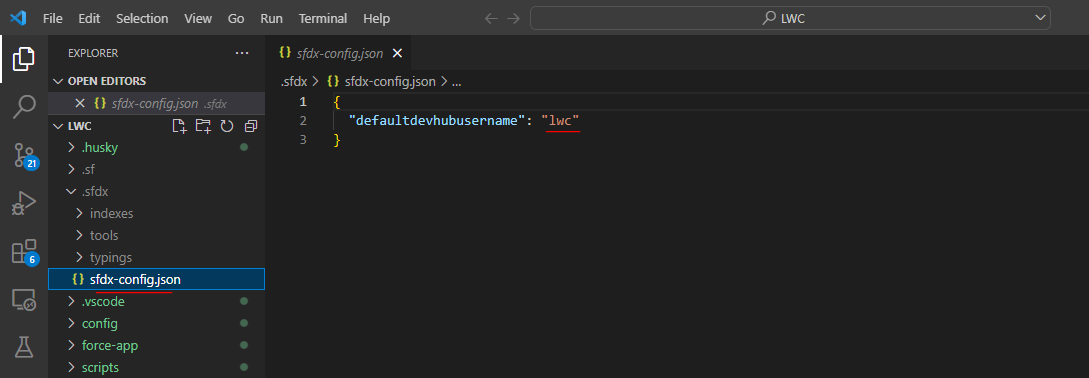 File Edit Selection View Go Run Terminal Help LWC
EXPLORER ...
OPEN EDITORS
sfdx-config.json .sfdx
LWC
.husky
.sf
.sfdx
indexes
tools
typings
sfdx-config.json
.vscode
config
force-app
scripts
21
6
sfdx-config.json
.sfdx > {} sfdx-config.json > ...
1 {
2 "defaultdevhubusername": "lwc"
3 }